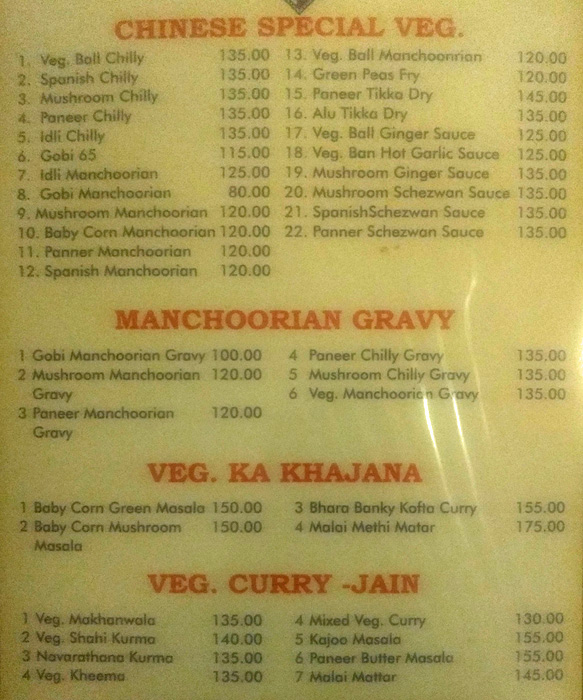 CHINESE SPECIAL VEG.
1. Veg. Ball Chilly 135.00
2. Spanish Chilly 135.00
3. Mushroom Chilly 135.00
4. Paneer Chilly 135.00
5. Idli Chilly 135.00
6. Gobi 65 115.00
7. Idli Manchoorian 125.00
8. Gobi Manchoorian 80.00
9. Mushroom Manchoorian 120.00
10. Baby Corn Manchoorian 120.00
11. Panner Manchoorian 120.00
12. Spanish Manchoorian 120.00
13. Veg. Ball Manchoonrian 120.00
14. Green Peas Fry 120.00
15. Paneer Tikka Dry 145.00
16. Alu Tikka Dry 135.00
17. Veg. Ball Ginger Sauce 125.00
18. Veg. Ban Hot Garlic Sauce 125.00
19. Mushroom Ginger Sauce 135.00
20. Mushroom Schezwan Sauce 135.00
21. SpanishSchezwan Sauce 135.00
22. Panner Schezwan Sauce 135.00
MANCHOORIAN GRAVY
1 Gobi Manchoorian Gravy 100.00
2 Mushroom Manchoorian 120.00
Gravy
3 Paneer Manchoorian 120.00
Gravy
4 Paneer Chilly Gravy 135.00
5 Mushroom Chilly Gravy 135.00
6 Veg. Manchoorian Gravy 135.00
VEG. KA KHAJANA
1 Baby Corn Green Masala 150.00
2 Baby Corn Mushroom 150.00
Masala
3 Bhara Banky Kofta Curry 155.00
4 Malai Methi Matar 175.00
VEG. CURRY -JAIN
1 Veg. Makhanwala 135.00
2 Veg. Shahi Kurma 140.00
3 Navarathana Kurma 135.00
4 Veg. Kheema 135.00
4 Mixed Veg. Curry 130.00
5 Kajoo Masala 155.00
6 Paneer Butter Masala 155.00
7 Malai Mattar 145.00